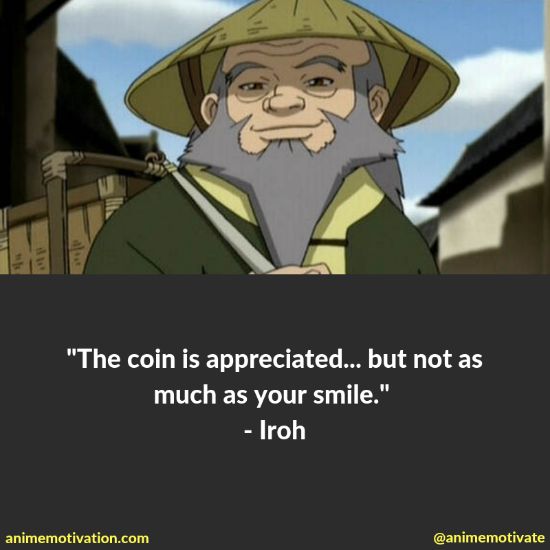 "The coin is appreciated... but not as
much as your smile."
- Iroh
animemotivation.com
@animemotivate